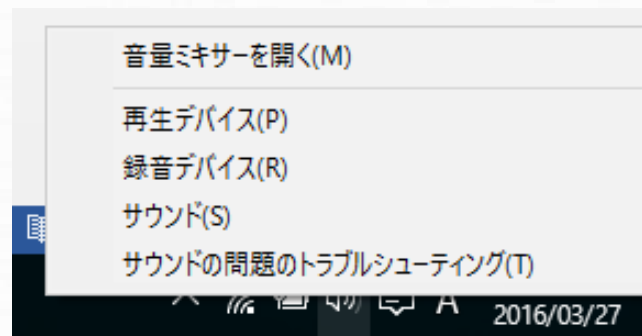 音量ミキサーを開く(M)
再生デバイス(P)
録音デバイス(R)
サウンド(S)
サウンドの問題のトラブルシューティング(T)
A
2016/03/27